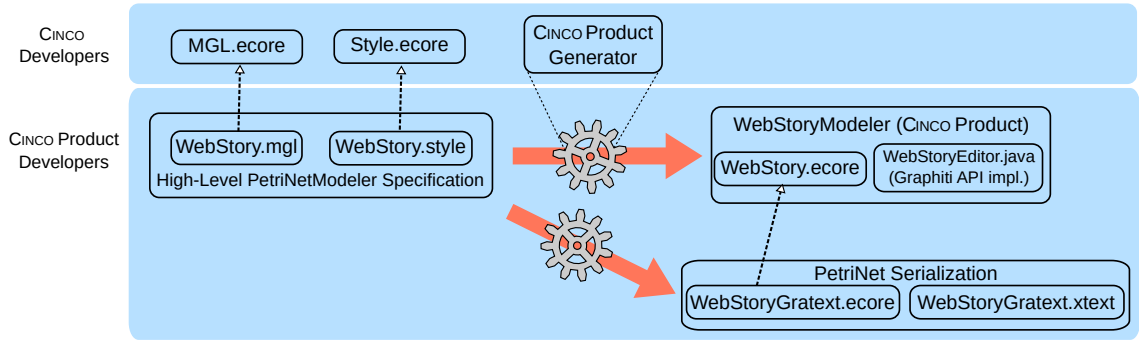 CINCO
Developers
MGL.ecore
Style.ecore
CINCO Product
Generator
CINCO Product
Developers
WebStory.mgl
WebStory.style
High-Level PetriNetModeler Specification
WebStoryModeler (CINCO Product)
WebStory.ecore
WebStoryEditor.java
(Graphiti API impl.)
PetriNet Serialization
WebStoryGratext.ecore
WebStoryGratext.xtext